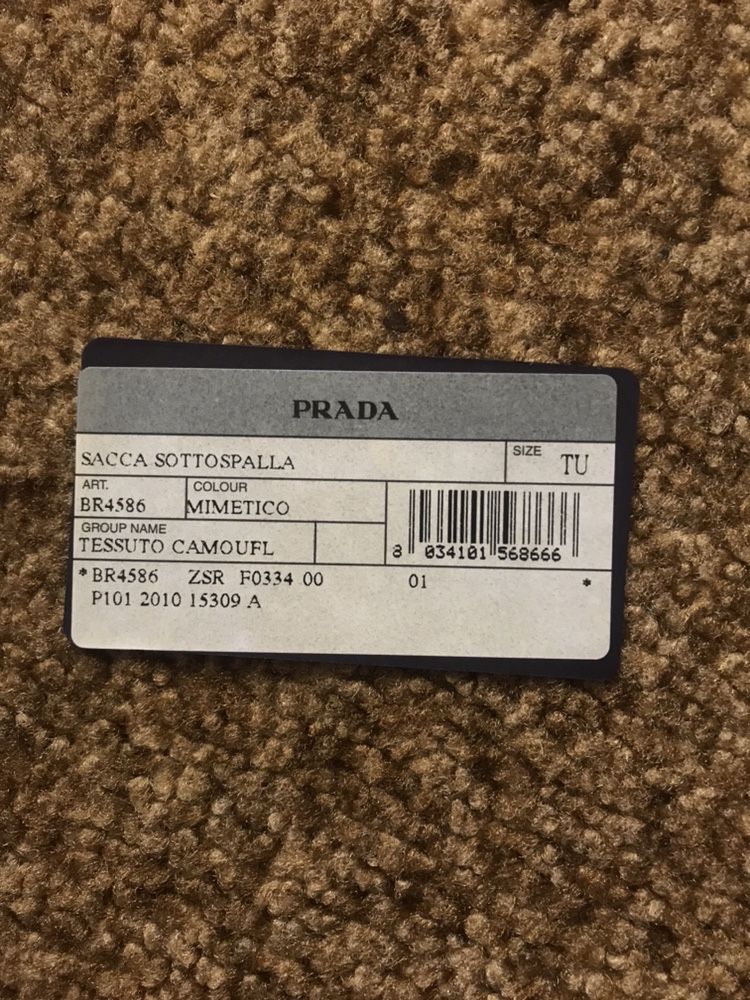 PRADA
SACCA SOTTOSPALLA
SIZE
TU
ART.
BR4586
COLOUR
MIMETICO
GROUP NAME
TESSUTO CAMOUFL
8 034101 568666
*BR4586 ZSR F0334 00 01 *
P101 2010 15309 A